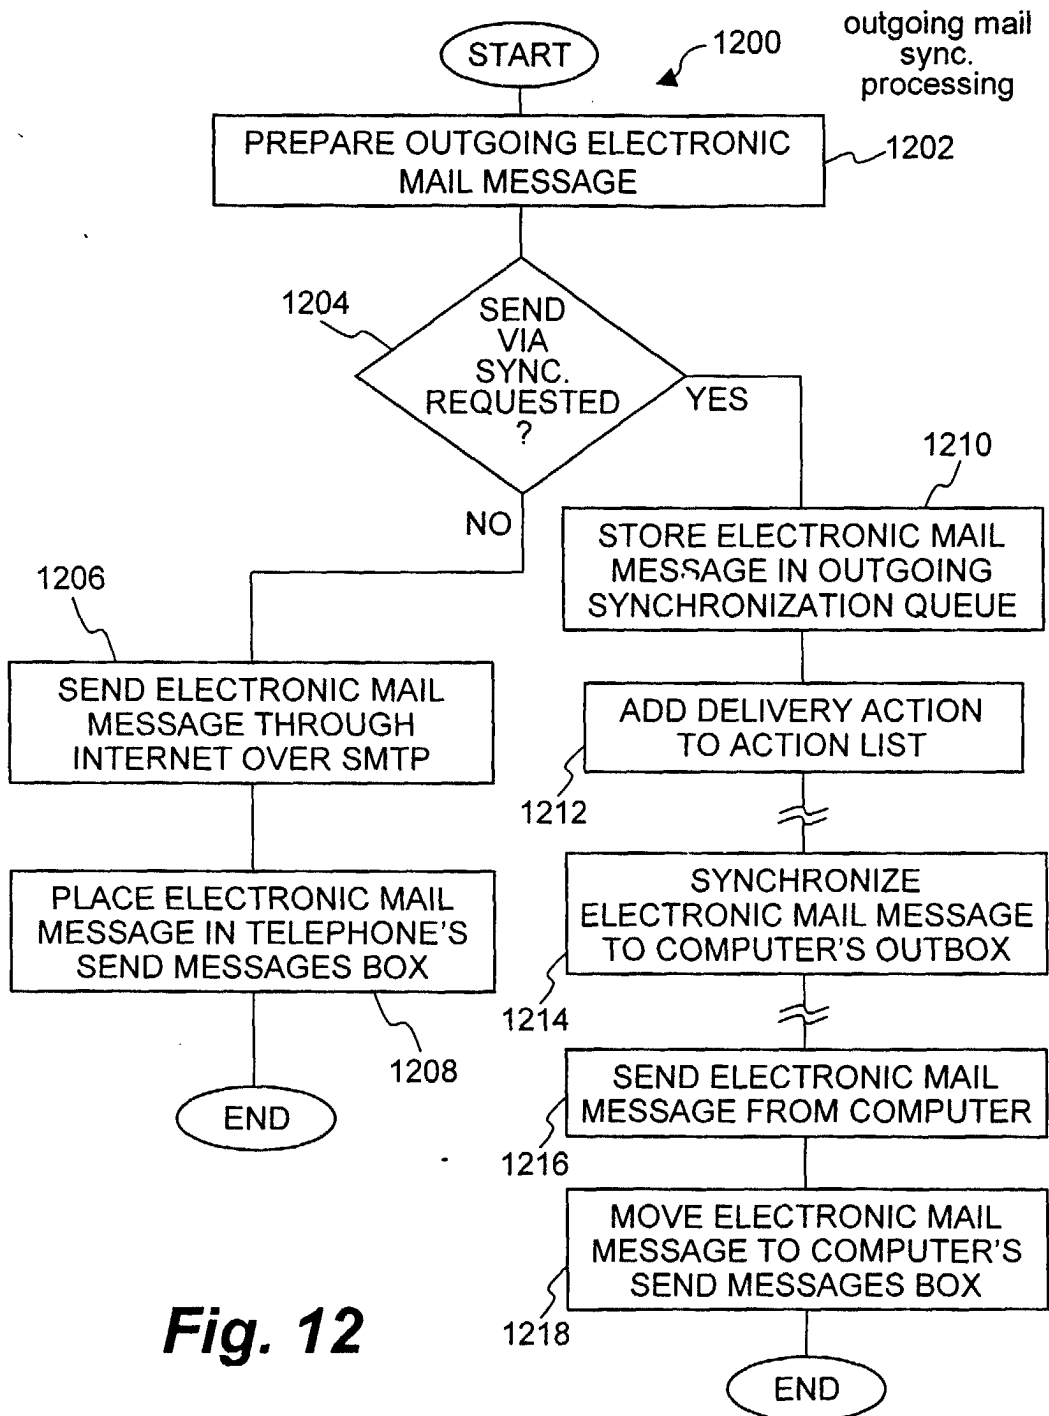 START
1200
outgoing mail
sync.
processing
PREPARE OUTGOING ELECTRONIC
MAIL MESSAGE
1202
1204
SEND
VIA
SYNC.
REQUESTED
?
YES
NO
1210
STORE ELECTRONIC MAIL
MESSAGE IN OUTGOING
SYNCHRONIZATION QUEUE
1206
SEND ELECTRONIC MAIL
MESSAGE THROUGH
INTERNET OVER SMTP
ADD DELIVERY ACTION
TO ACTION LIST
1212
PLACE ELECTRONIC MAIL
MESSAGE IN TELEPHONE'S
SEND MESSAGES BOX
1208
END
SYNCHRONIZE
ELECTRONIC MAIL MESSAGE
TO COMPUTER'S OUTBOX
1214
SEND ELECTRONIC MAIL
MESSAGE FROM COMPUTER
1216
MOVE ELECTRONIC MAIL
MESSAGE TO COMPUTER'S
SEND MESSAGES BOX
1218
END
Fig. 12